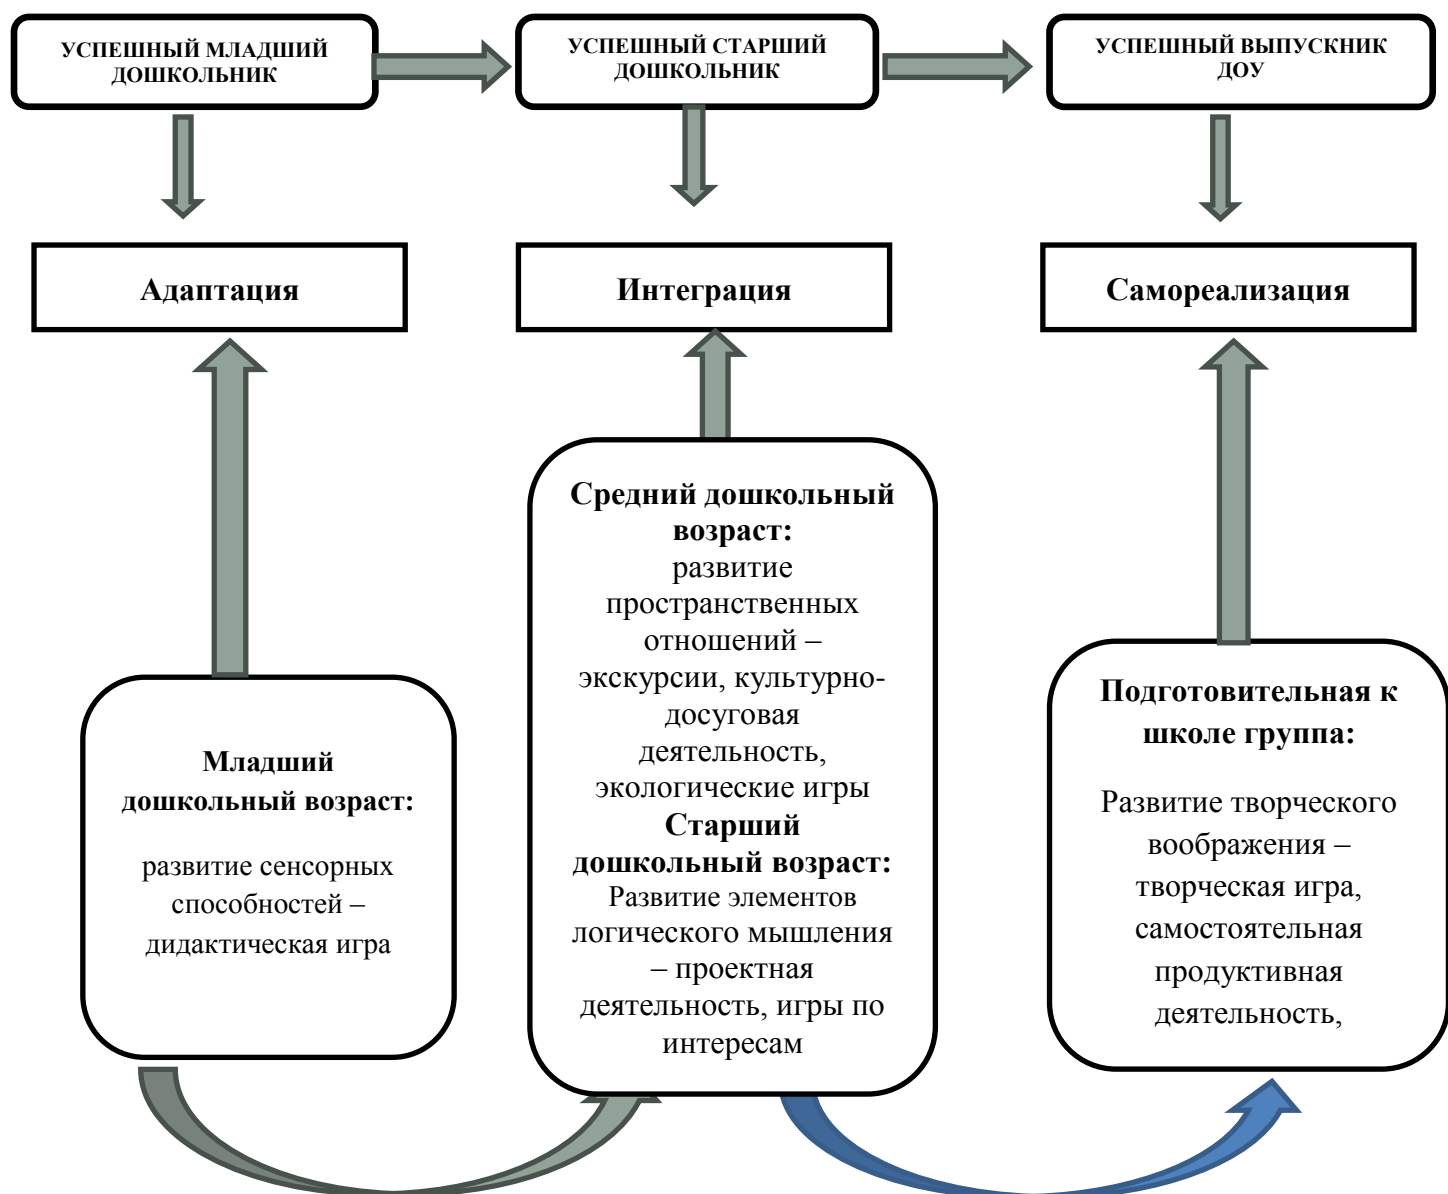 УСПЕШНЫЙ МЛАДШИЙ
ДОШКОЛЬНИК
УСПЕШНЫЙ СТАРШИЙ
ДОШКОЛЬНИК
УСПЕШНЫЙ ВЫПУСКНИК
ДОУ
Адаптация
Интеграция
Самореализация
Младший
дошкольный возраст:
развитие сенсорных
способностей –
дидактическая игра
Средний дошкольный
возраст:
развитие
пространственных
отношений –
экскурсии, культурно-
досуговая
деятельность,
экологические игры
Старший
дошкольный возраст:
Развитие элементов
логического мышления
– проектная
деятельность, игры по
интересам
Подготовительная к
школе группа:
Развитие творческого
воображения –
творческая игра,
самостоятельная
продуктивная
деятельность,